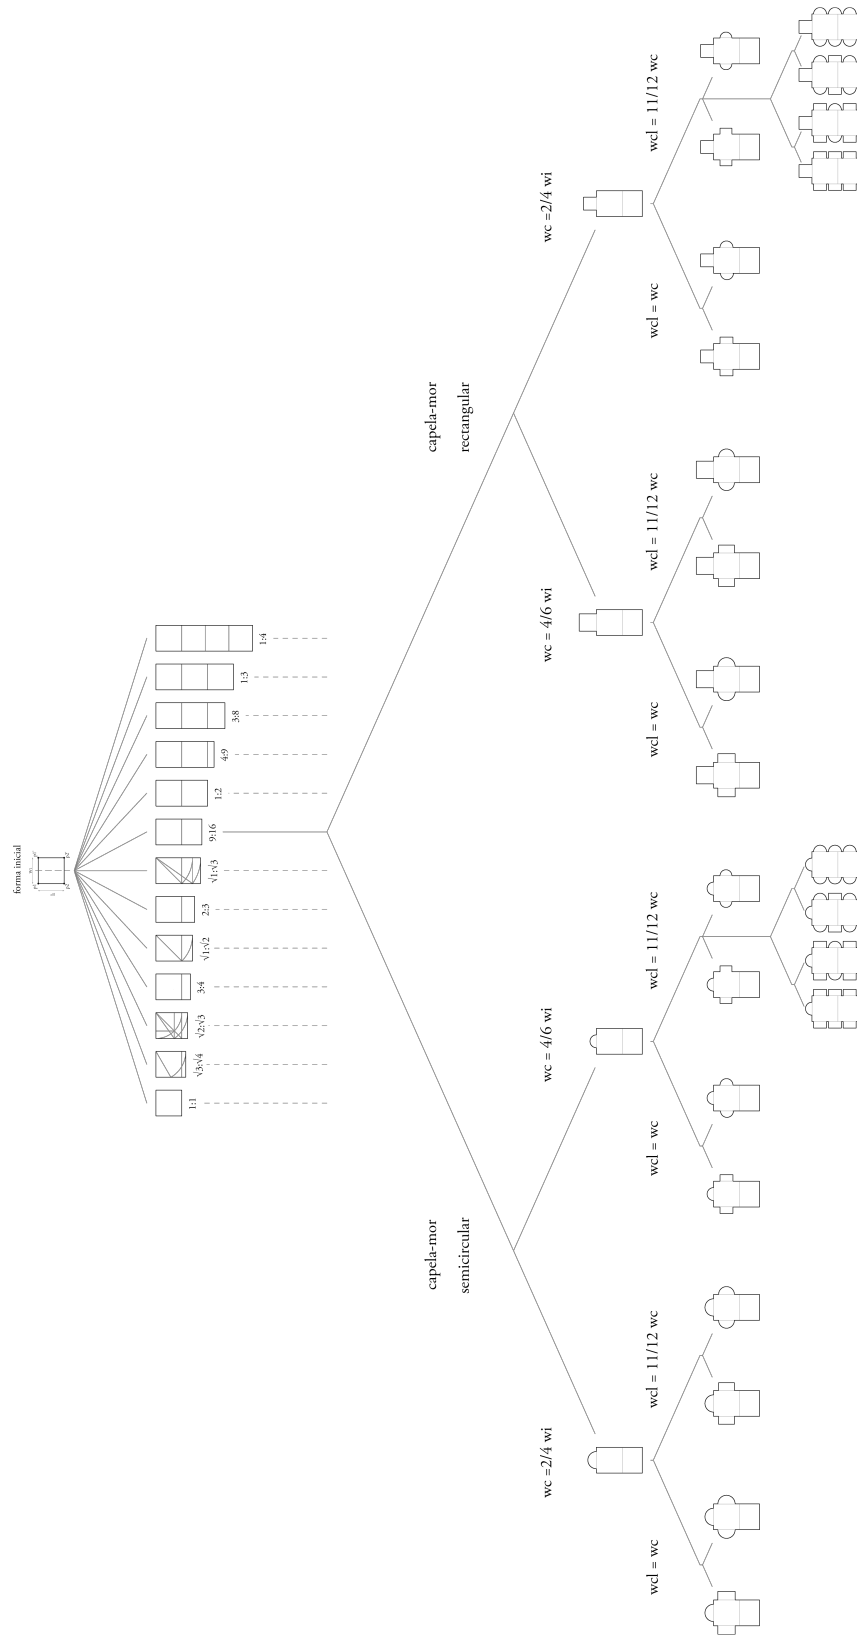 forma inicial
1:1
√3:√4
√2:√3
3:4
√1:√2
2:3
√1:√3
9:16
1:2
4:9
3:8
1:3
1:4
capela-mor
semicircular
capela-mor
rectangular
wc =2/4 wi
wc = 4/6 wi
wc = 4/6 wi
wc =2/4 wi
wcl = wc
wcl = 11/12 wc
wcl = wc
wcl = 11/12 wc
wcl = wc
wcl = 11/12 wc
wcl = wc
wcl = 11/12 wc